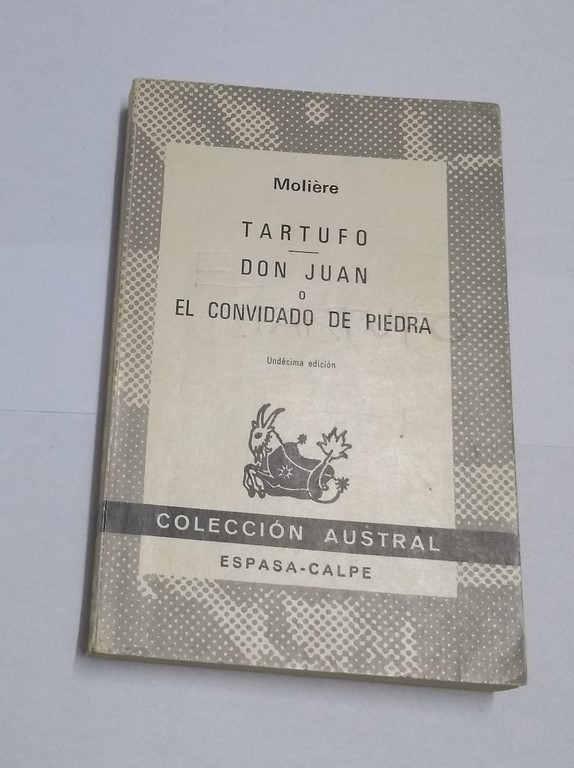 Molière
TARTUFO
DON JUAN
o
EL CONVIDADO DE PIEDRA
Undécima edición
COLECCIÓN AUSTRAL
ESPASA-CALPE